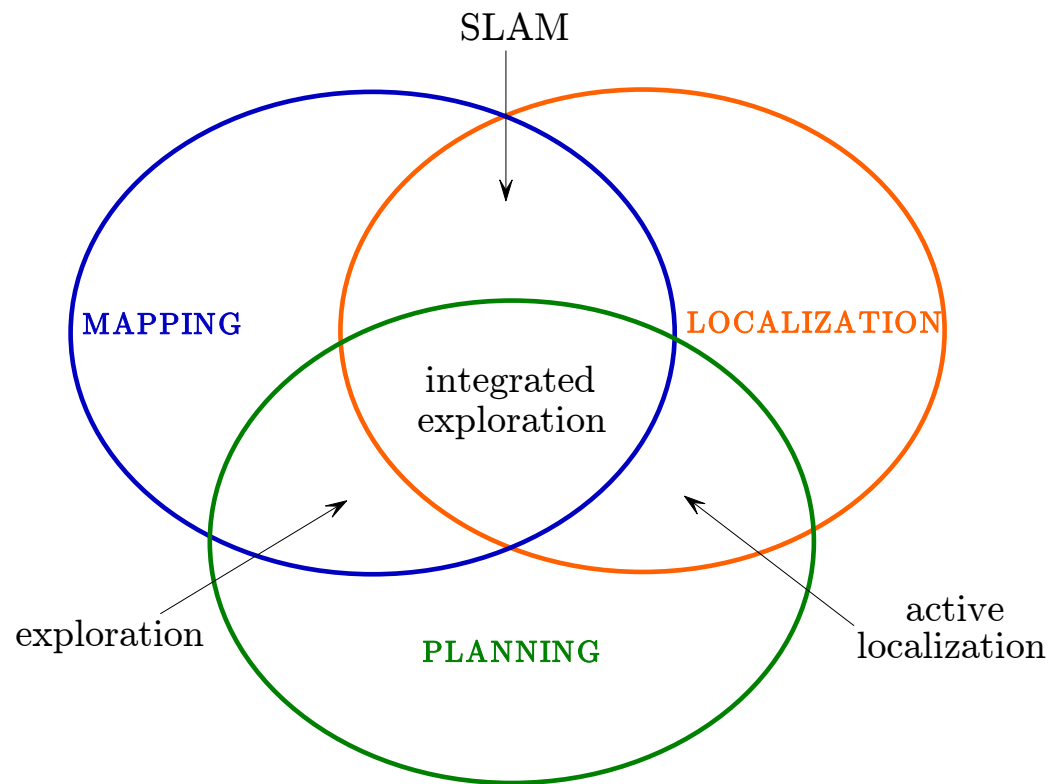 SLAM
MAPPING
LOCALIZATION
integrated
exploration
exploration
active
localization
PLANNING